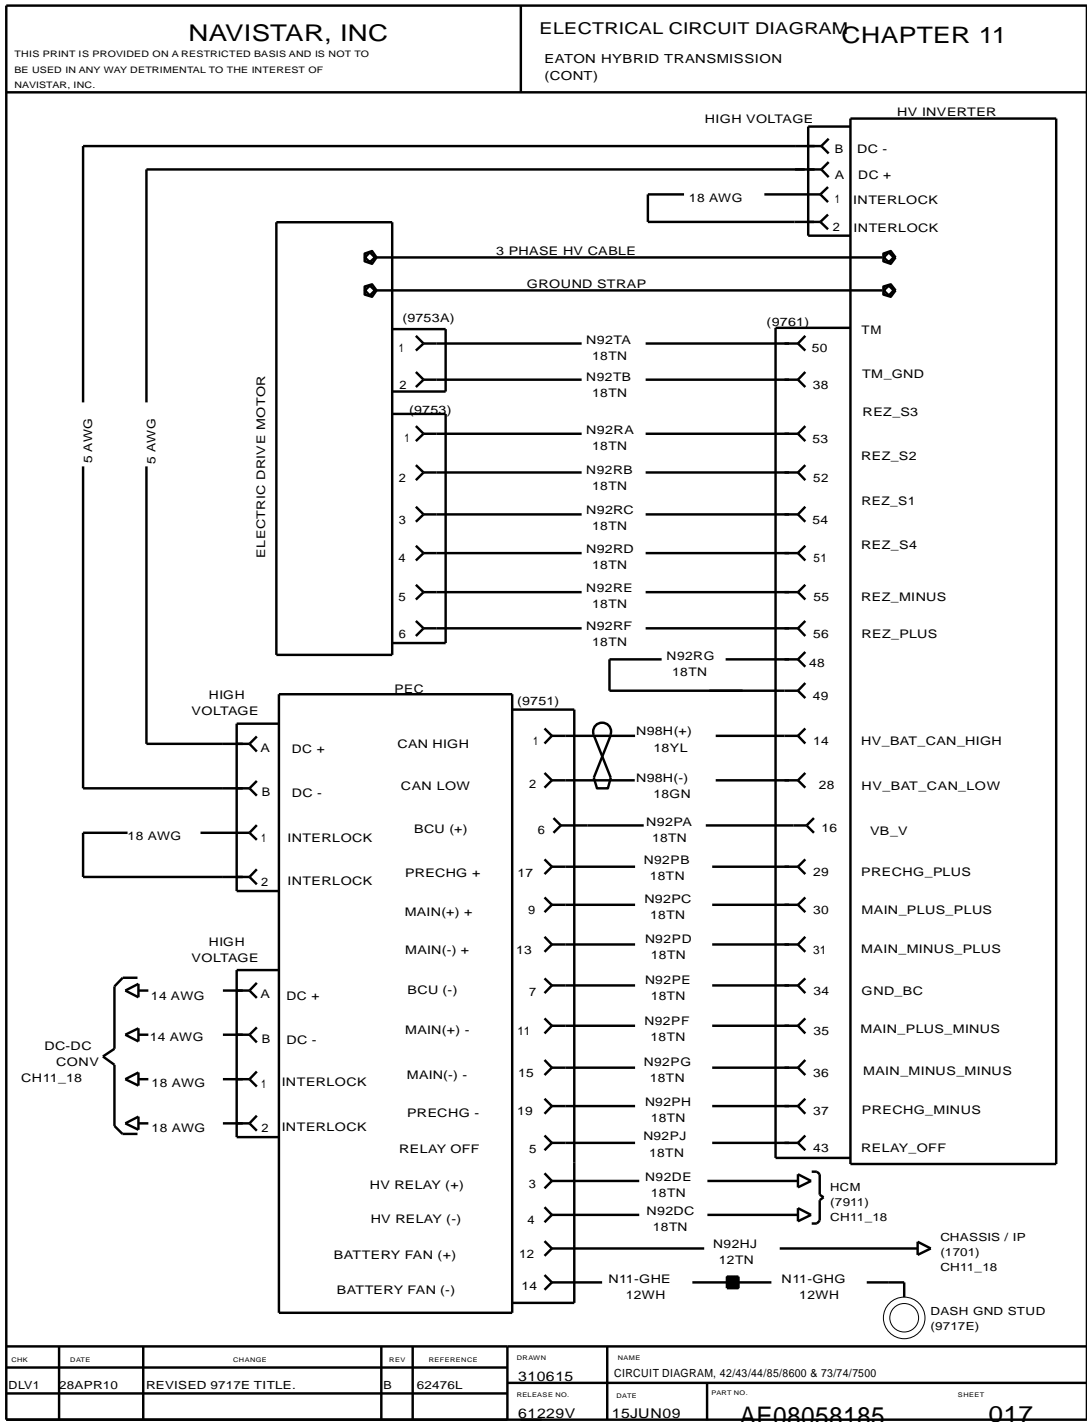 NAVISTAR, INC
THIS PRINT IS PROVIDED ON A RESTRICTED BASIS AND IS NOT TO
BE USED IN ANY WAY DETRIMENTAL TO THE INTEREST OF
NAVISTAR, INC.
ELECTRICAL CIRCUIT DIAGRAM
CHAPTER 11
EATON HYBRID TRANSMISSION
(CONT)
HIGH VOLTAGE
HV INVERTER
B DC -
A DC +
18 AWG
1 INTERLOCK
2 INTERLOCK
3 PHASE HV CABLE
GROUND STRAP
5 AWG
5 AWG
ELECTRIC DRIVE MOTOR
(9753A)
(9761)
TM
1 N92TA 50
18TN
2 N92TB 38 TM_GND
18TN
(9753)
REZ_S3
1 N92RA 53
18TN
REZ_S2
2 N92RB 52
18TN
REZ_S1
3 N92RC 54
18TN
REZ_S4
4 N92RD 51
18TN
5 N92RE 55 REZ_MINUS
18TN
6 N92RF 56 REZ_PLUS
18TN
N92RG 48
18TN
49
HIGH
VOLTAGE
PEC
(9751)
A DC + CAN HIGH 1 N98H(+) 14 HV_BAT_CAN_HIGH
18YL
B DC - CAN LOW 2 N98H(-) 28 HV_BAT_CAN_LOW
18GN
18 AWG 1 INTERLOCK BCU (+) 6 N92PA 16 VB_V
18TN
2 INTERLOCK PRECHG + 17 N92PB 29 PRECHG_PLUS
18TN
MAIN(+) + 9 N92PC 30 MAIN_PLUS_PLUS
18TN
HIGH
VOLTAGE
MAIN(-) + 13 N92PD 31 MAIN_MINUS_PLUS
18TN
14 AWG A DC + BCU (-) 7 N92PE 34 GND_BC
18TN
14 AWG B DC - MAIN(+) - 11 N92PF 35 MAIN_PLUS_MINUS
18TN
DC-DC
CONV
CH11_18
18 AWG 1 INTERLOCK MAIN(-) - 15 N92PG 36 MAIN_MINUS_MINUS
18TN
18 AWG 2 INTERLOCK PRECHG - 19 N92PH 37 PRECHG_MINUS
18TN
RELAY OFF 5 N92PJ 43 RELAY_OFF
18TN
HV RELAY (+) 3 N92DE
18TN
HCM
(7911)
CH11_18
HV RELAY (-) 4 N92DC
18TN
BATTERY FAN (+) 12 N92HJ
12TN
CHASSIS / IP
(1701)
CH11_18
BATTERY FAN (-) 14 N11-GHE N11-GHG
12WH 12WH
DASH GND STUD
(9717E)
CHK DATE CHANGE REV REFERENCE
DLV1 28APR10 REVISED 9717E TITLE. B 62476L
DRAWN
310615
NAME
CIRCUIT DIAGRAM, 42/43/44/85/8600 & 73/74/7500
RELEASE NO.
61229V
DATE
15JUN09
PART NO.
AE08058185
SHEET
017